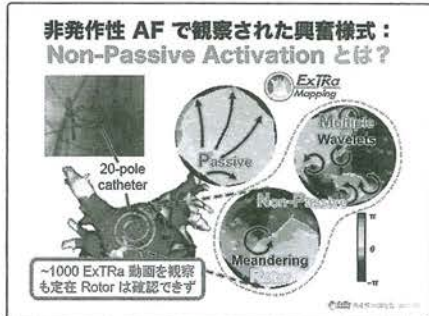 非発作性 AF で観察された興奮様式：
Non-Passive Activation とは？
ExTRa
Mapping
Multiple
Wavelets
Passive
20-pole
catheter
Non-Passive
Meandering
Rotor
π
0
-π
~1000 ExTRa 動画を観察
も定在 Rotor は確認できず